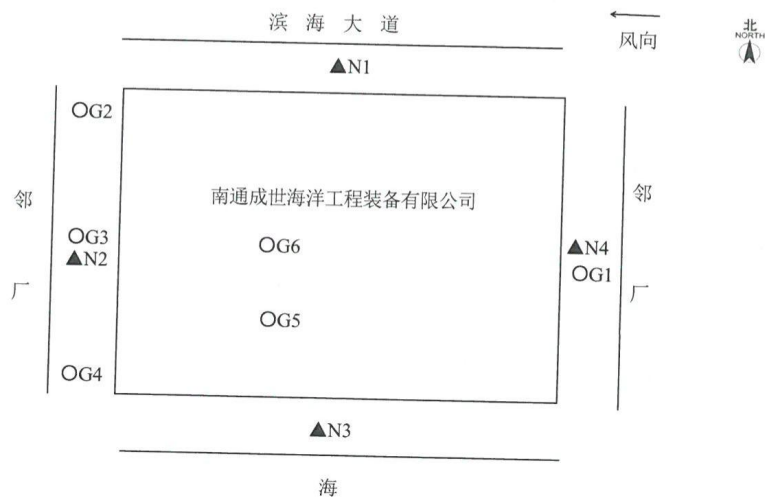 滨海大道
风向
北
NORTH
▲N1
○G2
南通成世海洋工程装备有限公司
邻厂
邻厂
○G3
▲N2
○G6
▲N4
○G1
○G5
○G4
▲N3
海